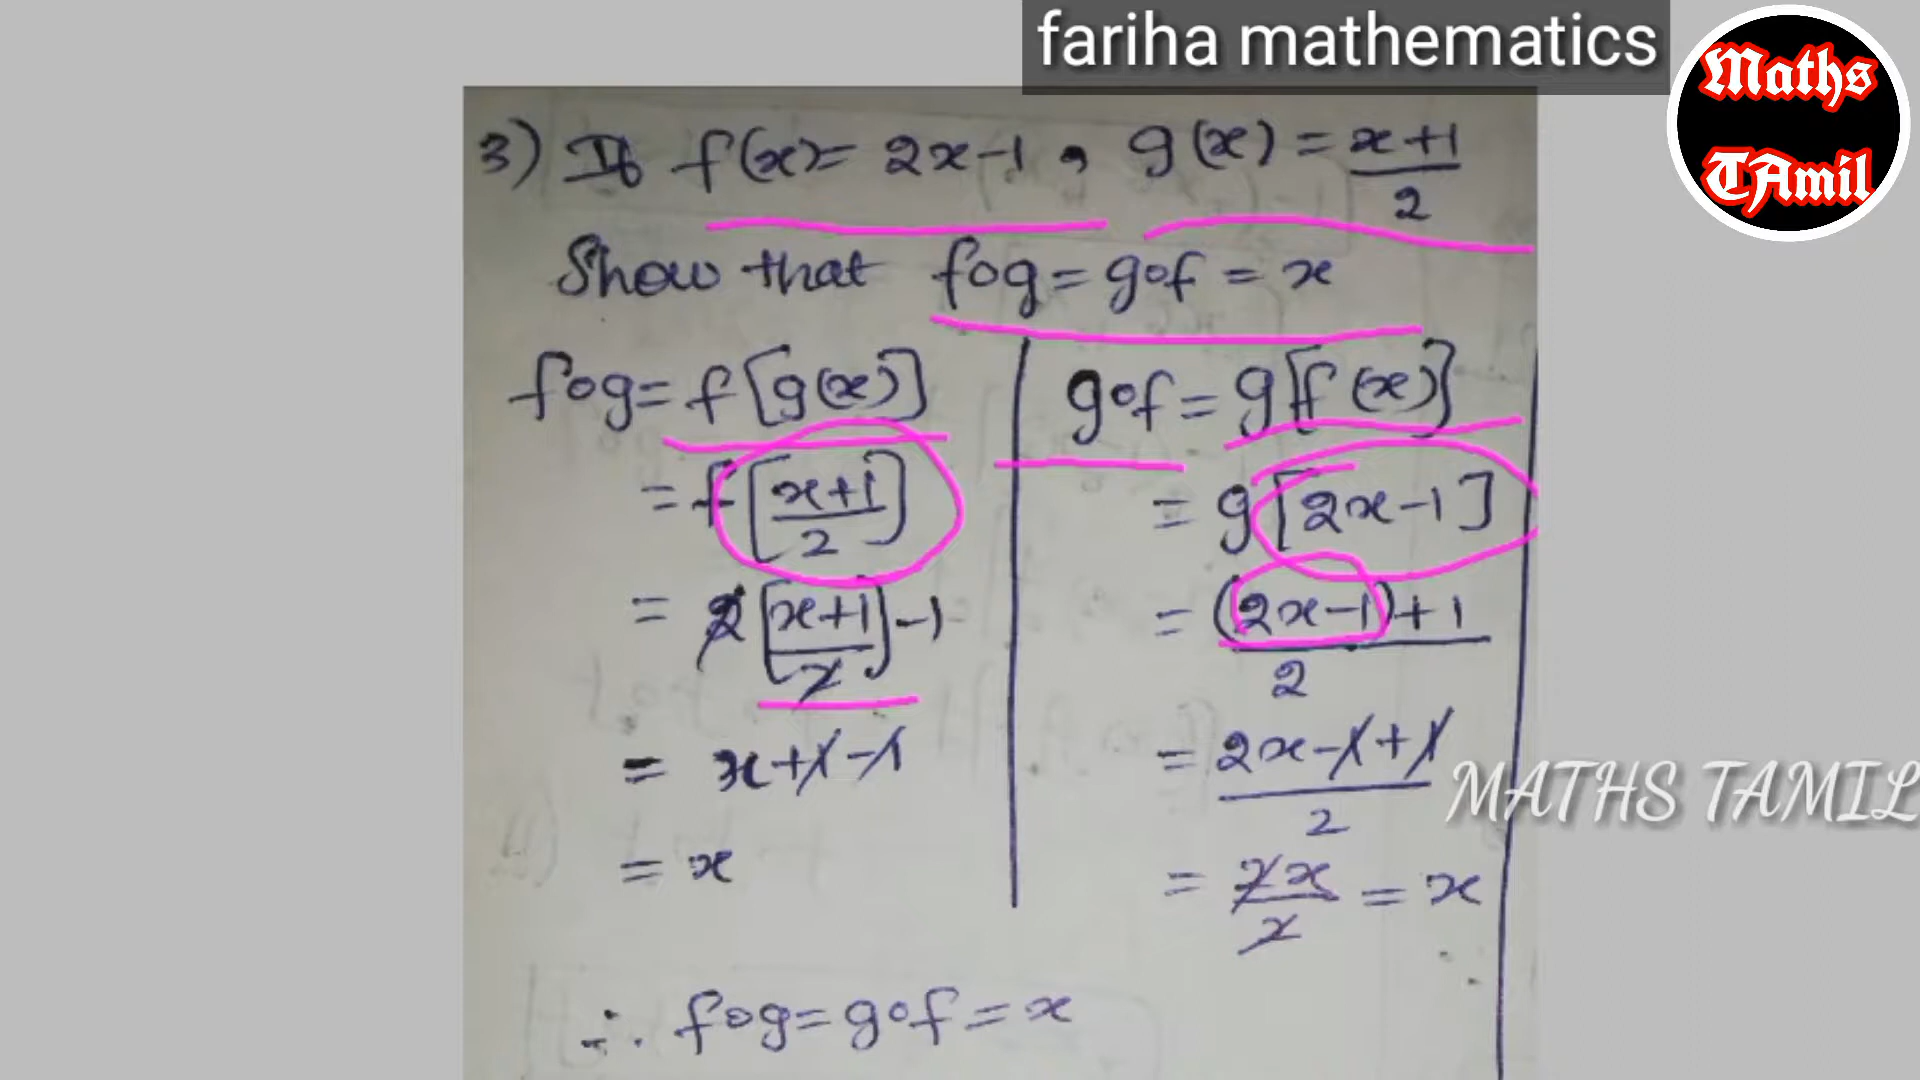 fariha mathematics
Maths
TAmil
3) If f(x) = 2x-1, g(x) = x+1/2
Show that fog = gof = x
fog = f[g(x)]
= f[x+1/2]
= 2[x+1/2]-1
= x+1-1
= x
gof = g[f(x)]
= g[2x-1]
= (2x-1)+1/2
= 2x-1+1/2
= 2x/2 = x
MATHS TAMIL
∴ fog = gof = x